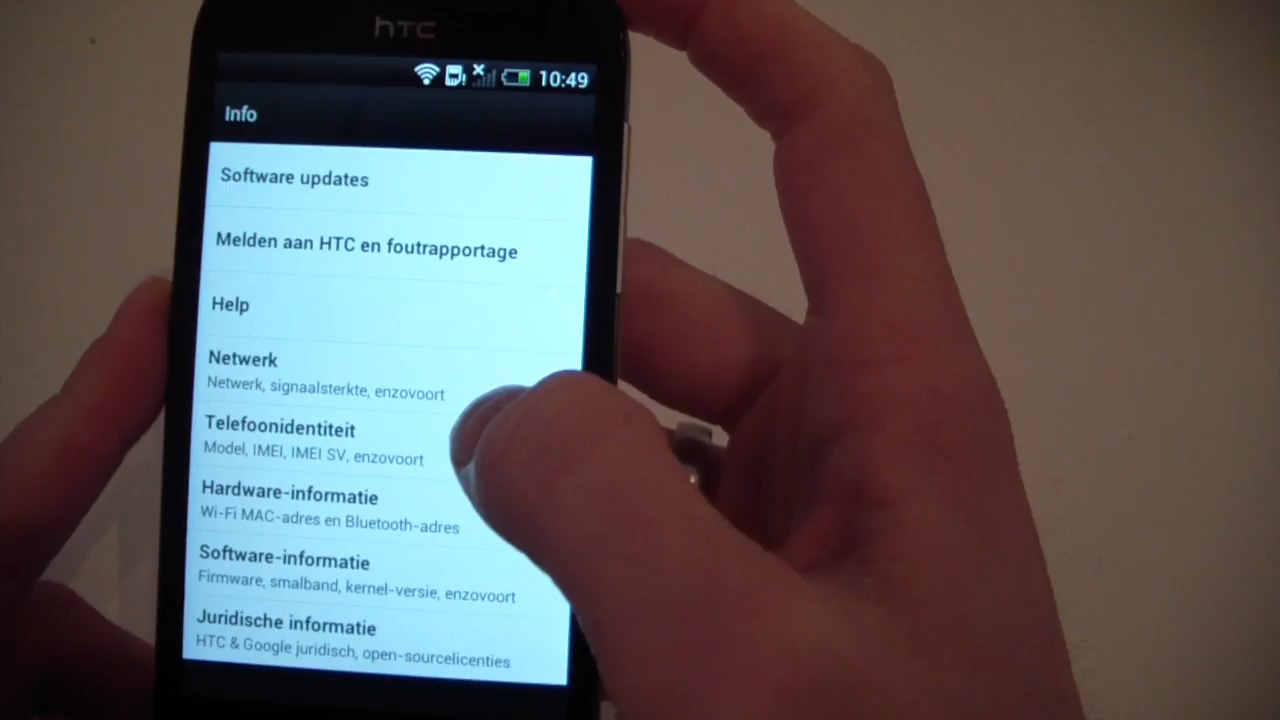 hTC
10:49
Info
Software updates
Melden aan HTC en foutrapportage
Help
Netwerk
Netwerk, signaalsterkte, enzovoort
Telefoonidentiteit
Model, IMEI, IMEI SV, enzovoort
Hardware-informatie
Wi-Fi MAC-adres en Bluetooth-adres
Software-informatie
Firmware, smalband, kernel-versie, enzovoort
Juridische informatie
HTC & Google juridisch, open-sourcelicenties